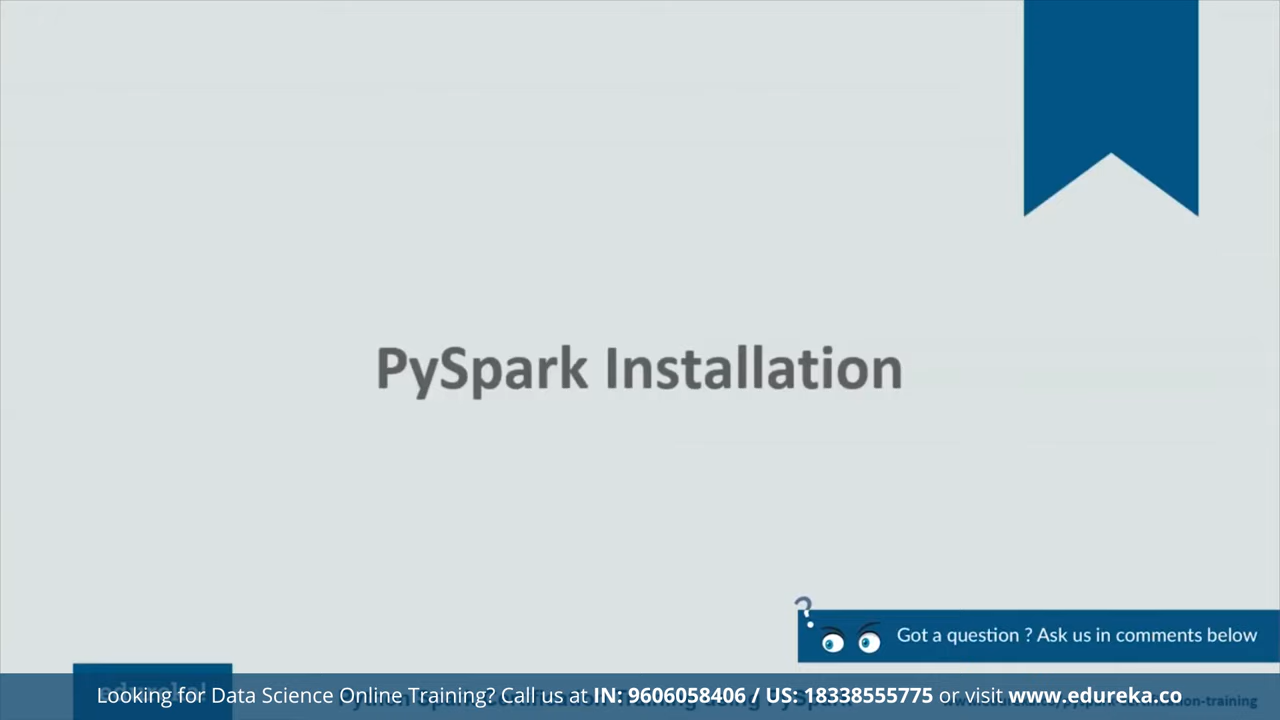 PySpark Installation
?
Got a question ? Ask us in comments below
Looking for Data Science Online Training? Call us at IN: 9606058406 / US: 18338555775 or visit www.edureka.co